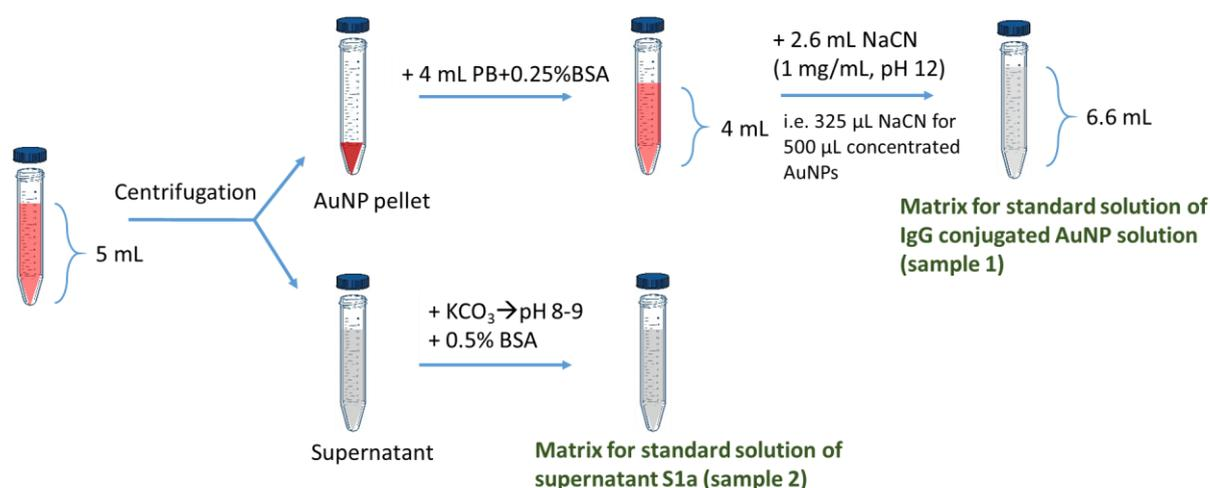 5 mL
Centrifugation
AuNP pellet
+ 4 mL PB+0.25%BSA
4 mL
+ 2.6 mL NaCN
(1 mg/mL, pH 12)
i.e. 325 µL NaCN for
500 µL concentrated
AuNPs
6.6 mL
Matrix for standard solution of
IgG conjugated AuNP solution
(sample 1)
Supernatant
+ KCO₃→pH 8-9
+ 0.5% BSA
Matrix for standard solution of
supernatant S1a (sample 2)